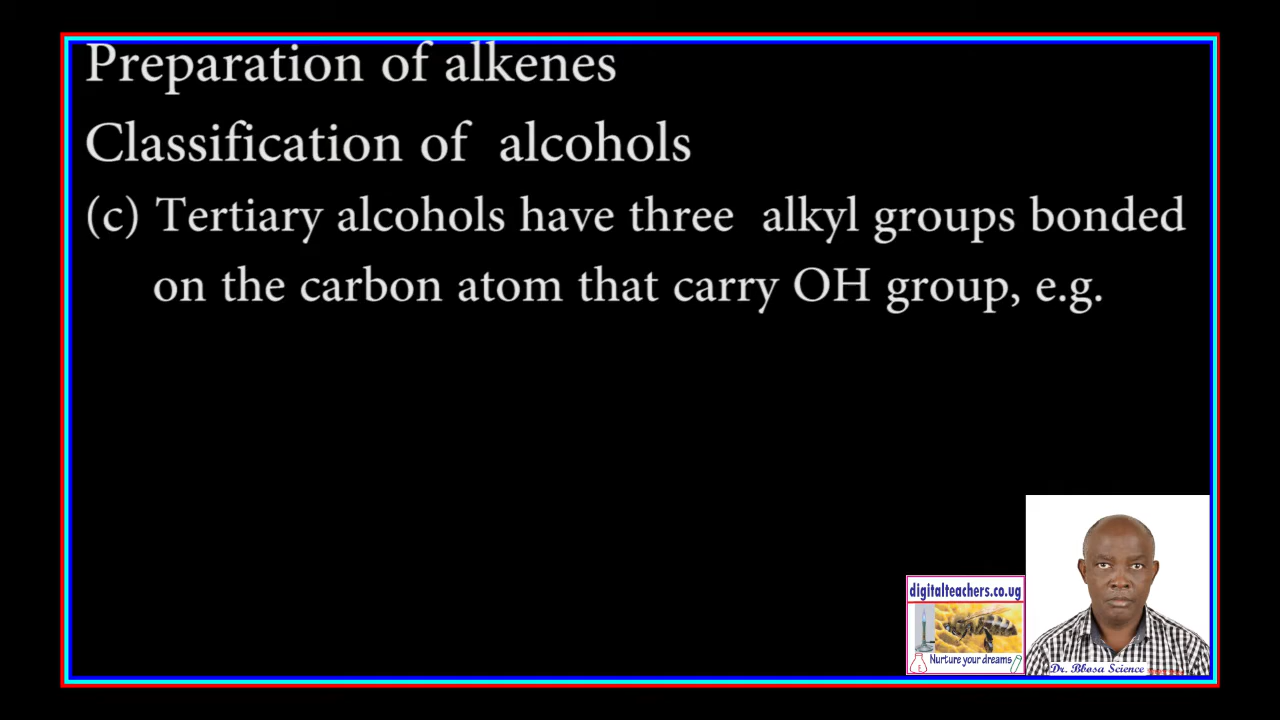 Preparation of alkenes
Classification of alcohols
(c) Tertiary alcohols have three alkyl groups bonded
on the carbon atom that carry OH group, e.g.
digitalteachers.co.ug
Nurture your dreams
Dr. Bbosa Science